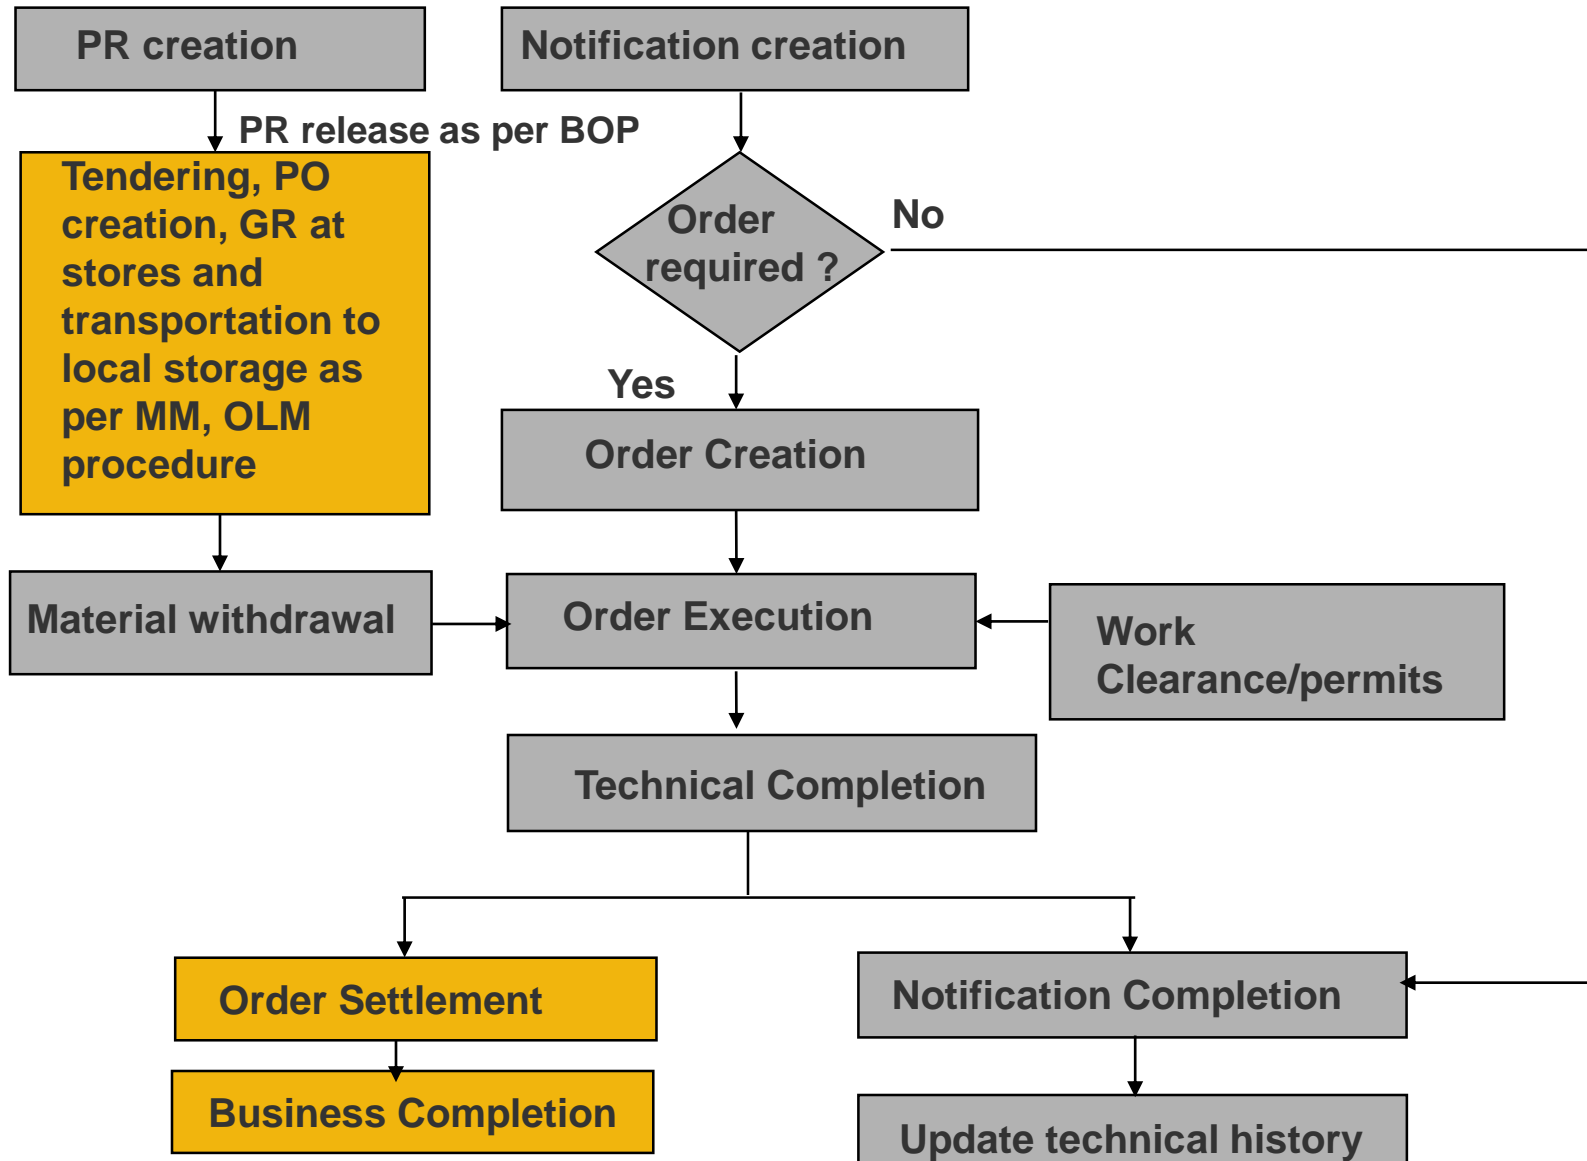 PR creation
Notification creation
PR release as per BOP
Tendering, PO
creation, GR at
stores and
transportation to
local storage as
per MM, OLM
procedure
Order
required ?
No
Yes
Order Creation
Material withdrawal
Order Execution
Work
Clearance/permits
Technical Completion
Order Settlement
Notification Completion
Business Completion
Update technical history